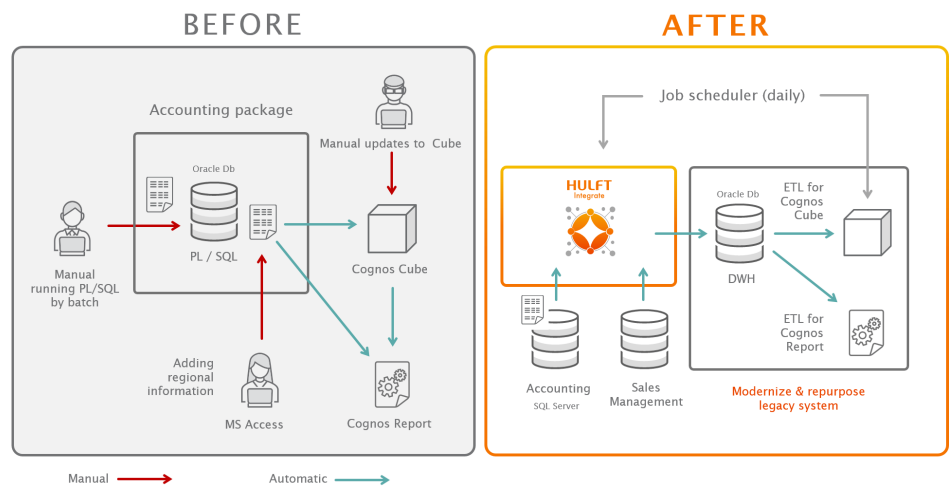 BEFORE
Accounting package
Manual updates to Cube
Oracle Db
PL / SQL
Manual
running PL/SQL
by batch
Cognos Cube
Adding
regional
information
MS Access
Cognos Report
AFTER
Job scheduler (daily)
HULFT
Integrate
Oracle Db
DWH
ETL for
Cognos
Cube
ETL for
Cognos
Report
Accounting
SQL Server
Sales
Management
Modernize & repurpose
legacy system
Manual
Automatic